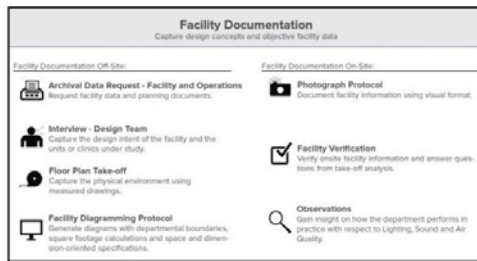 Facility Documentation
Capture design concepts and objective facility data
Facility Documentation Off-Site:
Archival Data Request - Facility and Operations
Request facility data and planning documents.
Interview - Design Team
Capture the design intent of the facility and the
units or clinics under study.
Floor Plan Take-off
Capture the physical environment using
measured drawings.
Facility Diagramming Protocol
Generate diagrams with departmental boundaries,
square footage calculations and space and dimen-
sion-oriented specifications.
Facility Documentation On-Site:
Photograph Protocol
Document facility information using visual format.
Facility Verification
Verify onsite facility information and answer ques-
tions from take-off analysis.
Observations
Gain insight on how the department performs in
practice with respect to Lighting, Sound and Air
Quality.